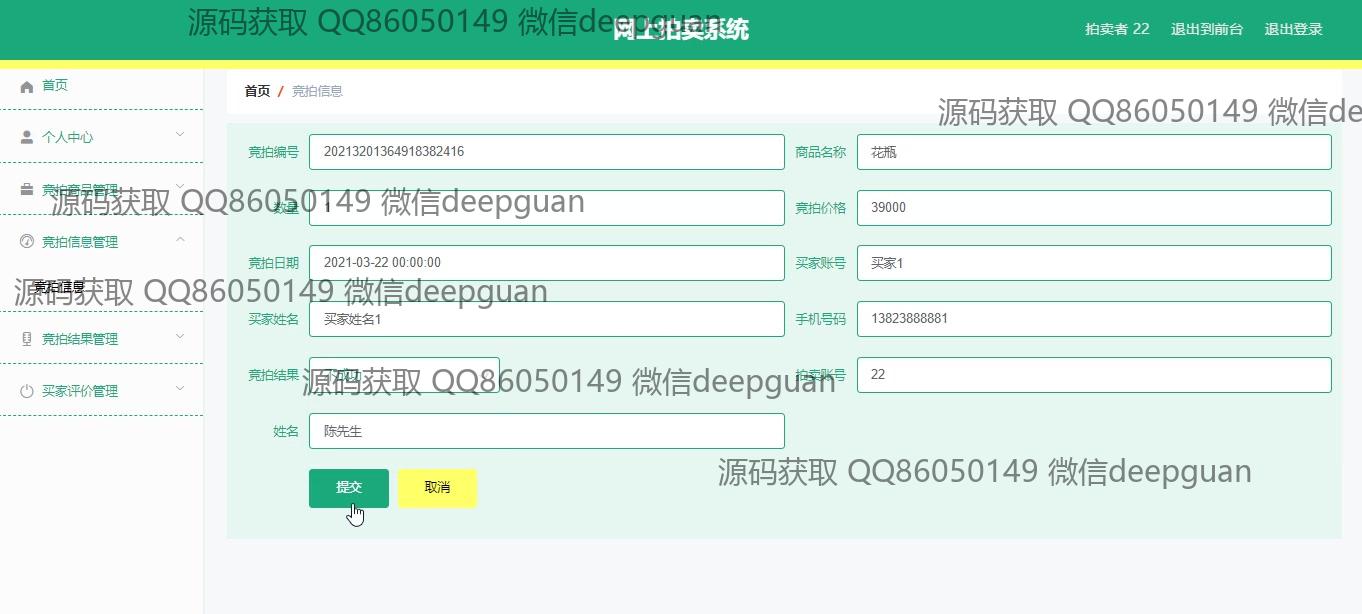 源码获取 QQ86050149 微信deepguan
网上拍卖系统
拍卖者 22 退出到前台 退出登录
首页
个人中心
竞拍商品管理
竞拍信息管理
竞拍信息
竞拍结果管理
买家评价管理
首页 / 竞拍信息
源码获取 QQ86050149 微信de
竞拍编号 20213201364918382416 商品名称 花瓶
源码获取 QQ86050149 微信deepguan
数量 1 竞拍价格 39000
竞拍日期 2021-03-22 00:00:00 买家账号 买家1
源码获取 QQ86050149 微信deepguan
买家姓名 买家姓名1 手机号码 13823888881
竞拍结果 拍卖账号 22
源码获取 QQ86050149 微信deepguan
姓名 陈先生
源码获取 QQ86050149 微信deepguan
提交 取消